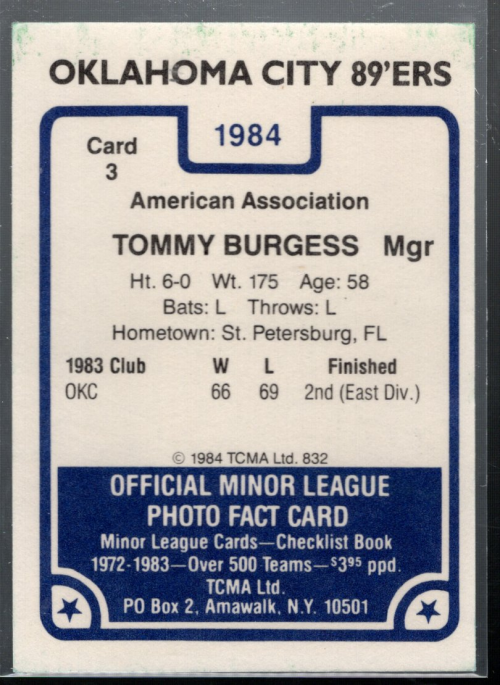 OKLAHOMA CITY 89'ERS
1984
Card
3
American Association
TOMMY BURGESS Mgr
Ht. 6-0 Wt. 175 Age: 58
Bats: L Throws: L
Hometown: St. Petersburg, FL
1983 Club W L Finished
OKC 66 69 2nd (East Div.)
© 1984 TCMA Ltd. 832
OFFICIAL MINOR LEAGUE
PHOTO FACT CARD
Minor League Cards—Checklist Book
1972-1983—Over 500 Teams—$3.95 ppd.
TCMA Ltd.
PO Box 2, Amawalk, N.Y. 10501